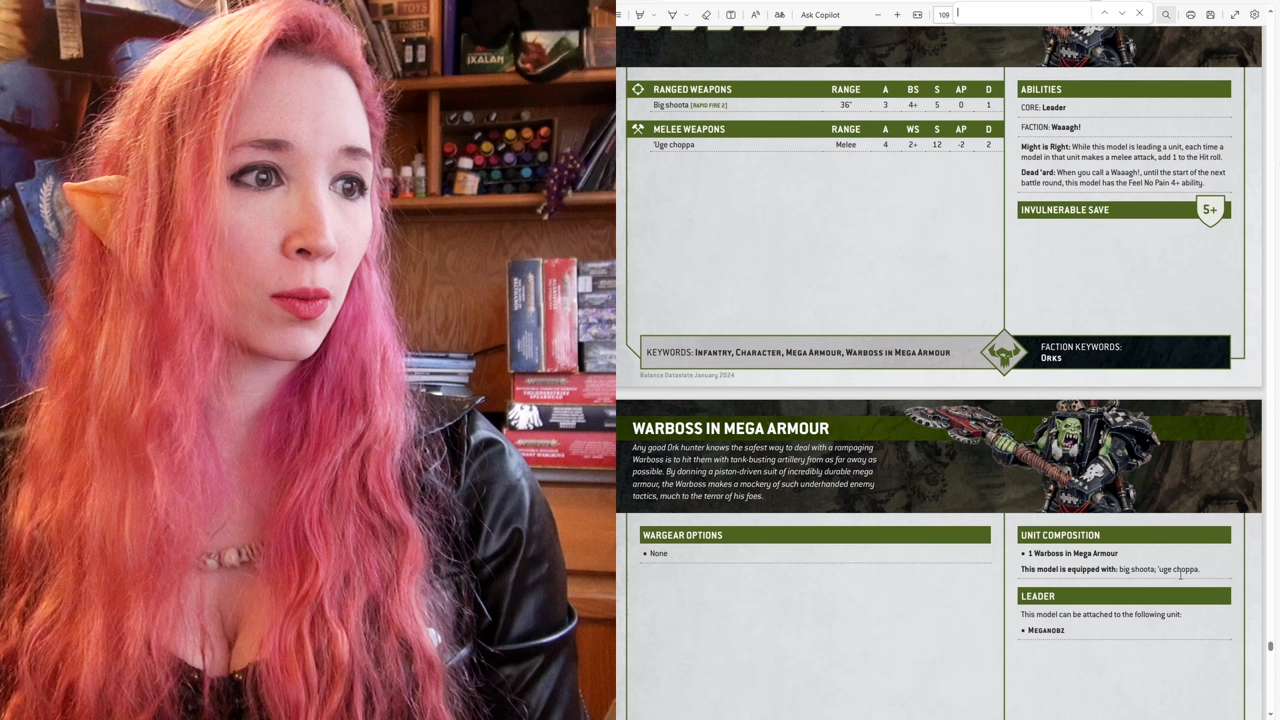 TOYS
FIGURES
IXALAN
Ask Copilot
109
RANGED WEAPONS RANGE A BS S AP D
Big shoota [RAPID FIRE 2] 36" 3 4+ 5 0 1
MELEE WEAPONS RANGE A WS S AP D
'Uge choppa Melee 4 2+ 12 -2 2
ABILITIES
CORE: Leader
FACTION: Waaagh!
Might is Right: While this model is leading a unit, each time a
model in that unit makes a melee attack, add 1 to the Hit roll.
Dead 'ard: When you call a Waaagh!, until the start of the next
battle round, this model has the Feel No Pain 4+ ability.
INVULNERABLE SAVE 5+
KEYWORDS: INFANTRY, CHARACTER, MEGA ARMOUR, WARBOSS IN MEGA ARMOUR
FACTION KEYWORDS:
ORKS
Balance Dataslate January 2024
WARBOSS IN MEGA ARMOUR
Any good Ork hunter knows the safest way to deal with a rampaging
Warboss is to hit them with tank-busting artillery from as far away as
possible. By donning a piston-driven suit of incredibly durable mega
armour, the Warboss makes a mockery of such underhanded enemy
tactics, much to the terror of his foes.
WARGEAR OPTIONS
▪ None
UNIT COMPOSITION
▪ 1 Warboss in Mega Armour
This model is equipped with: big shoota; 'uge choppa.
LEADER
This model can be attached to the following unit:
▪ MEGANOBZ